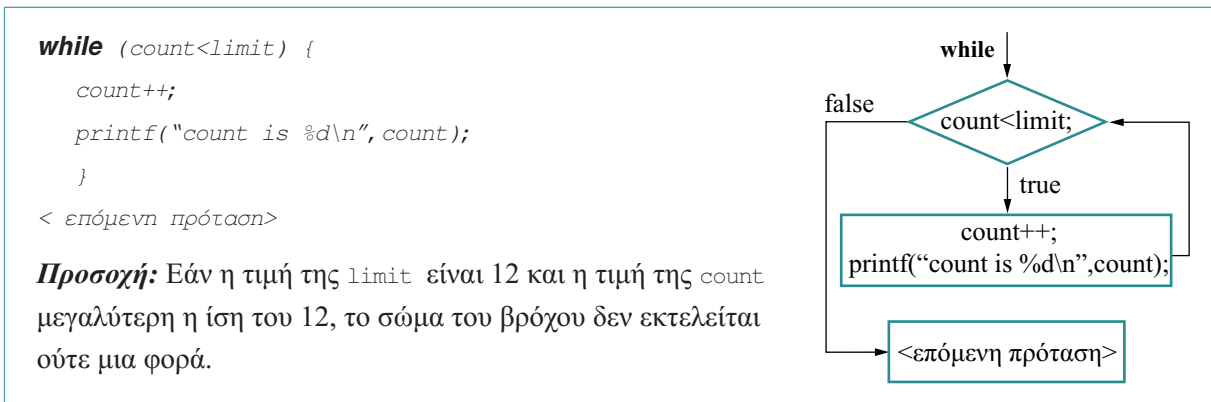 while (count<limit) {
count++;
printf(“count is %d\n”,count);
}
< επόμενη πρόταση>
Προσοχή: Εάν η τιμή της limit είναι 12 και η τιμή της count
μεγαλύτερη η ίση του 12, το σώμα του βρόχου δεν εκτελείται
ούτε μια φορά.
while
false
count<limit;
true
count++;
printf(“count is %d\n”,count);
<επόμενη πρόταση>